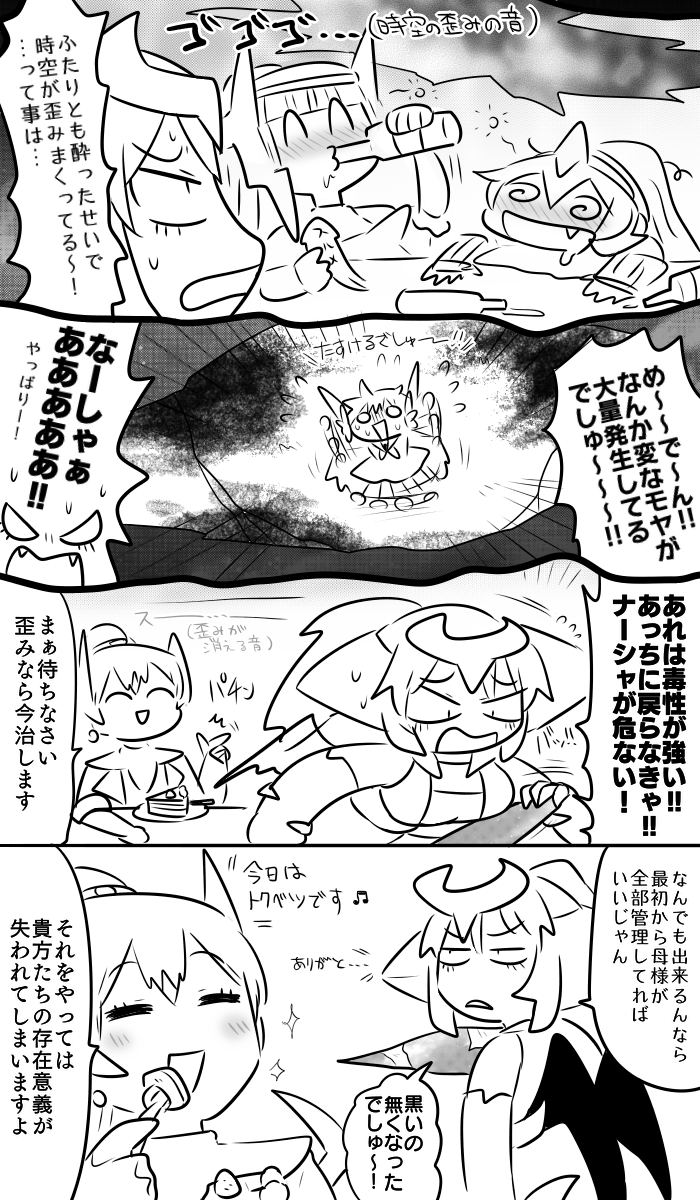 ゴゴゴ…(時空の歪みの音)
ふたりとも酔ったせいで
時空が歪みまくってる〜!
…って事は…
め〜〜で〜ん!!
なんか変なモヤが
大量発生してる
でしゅ〜〜〜!!
たすけるでしゅ〜〜!!
なーしゃぁ
ああああああ!!
やっぱりー!
あれは毒性が強い!!
あっちに戻らなきゃ!!
ナーシャが危ない!
スー……
(歪みが
消える音)
パチン
まぁ待ちなさい
歪みなら今治します
なんでも出来るんなら
最初から母様が
全部管理してれば
いいじゃん
今日は
トクベツです♪
ありがと…
それをやっては
貴方たちの存在意義が
失われてしまいますよ
黒いの
無くなった
でしゅ〜!